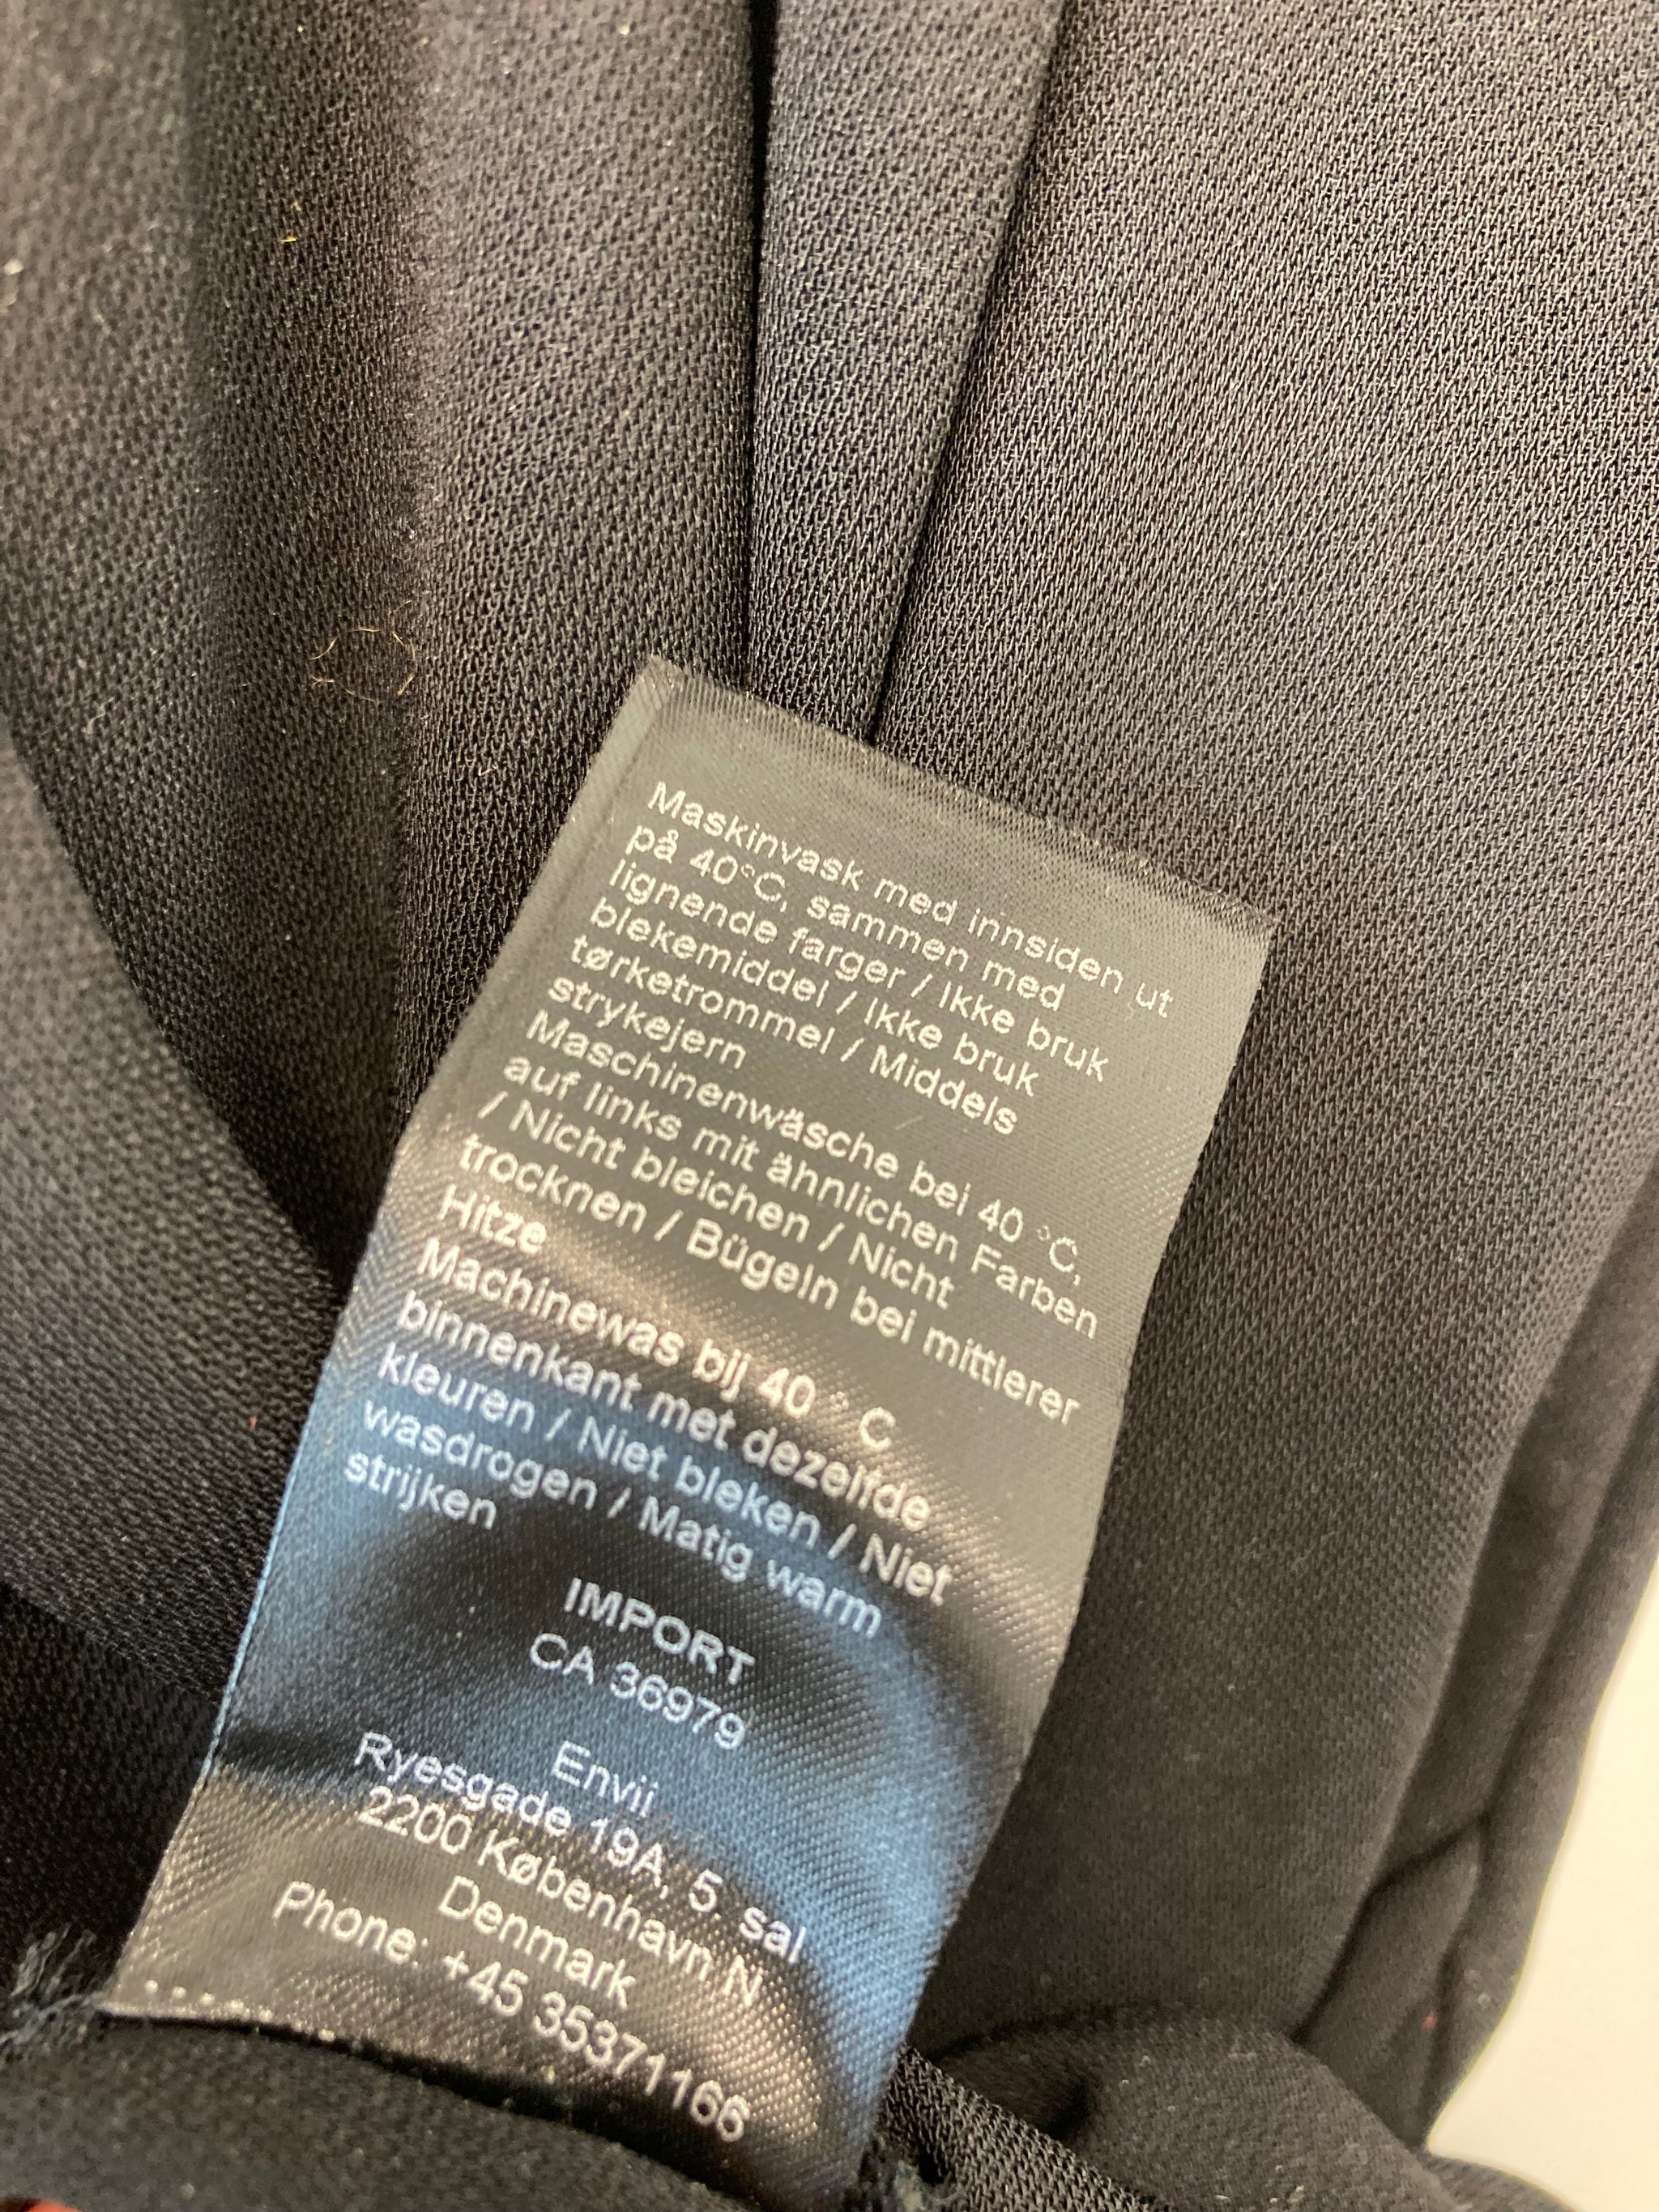 Maskinvask med innsiden ut
på 40°C, sammen med
lignende farger / Ikke bruk
blekemiddel / Ikke bruk
tørketrommel / Middels
strykejern
Maschinenwäsche bei 40 °C,
auf links mit ähnlichen Farben
/ Nicht bleichen / Nicht
trocknen / Bügeln bei mittlerer
Hitze
Machinewas bij 40 ° C
binnenkant met dezelfde
kleuren / Niet bleken / Niet
wasdrogen / Matig warm
strijken
IMPORT
CA 36979
Envii
Ryesgade 19A, 5. sal
2200 København N
Denmark
Phone: +45 35371166